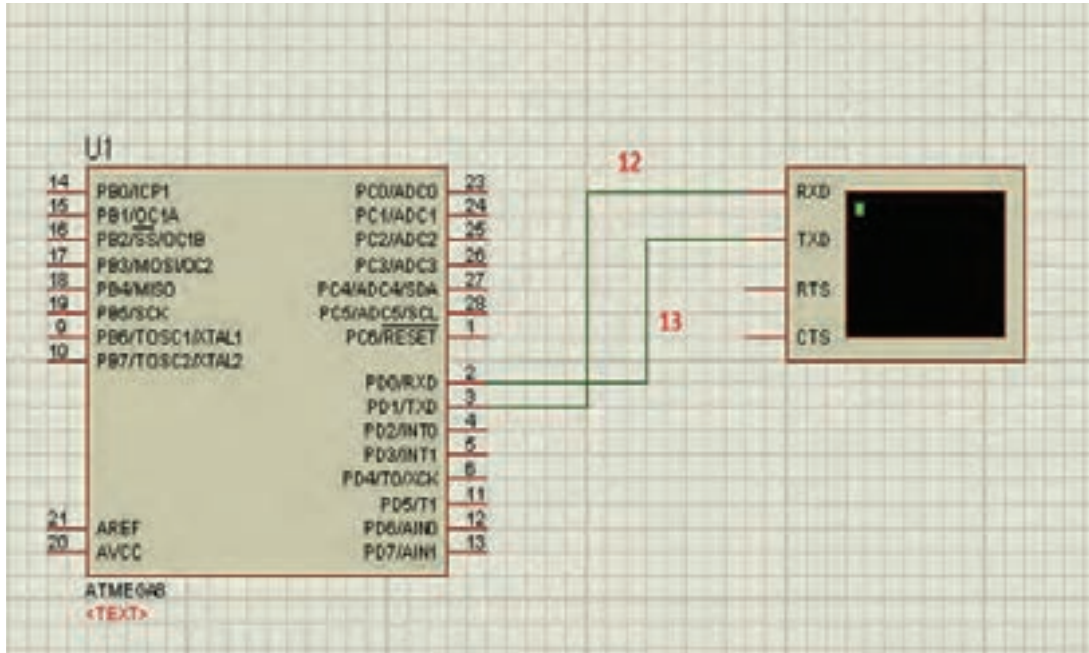 U1
14 PB0/ICP1
15 PB1/OC1A
16 PB2/SS/OC1B
17 PB3/MOSI/OC2
18 PB4/MISO
19 PB5/SCK
9 PB6/TOSC1/XTAL1
10 PB7/TOSC2/XTAL2
21 AREF
20 AVCC
PC0/ADC0 23
PC1/ADC1 24
PC2/ADC2 25
PC3/ADC3 26
PC4/ADC4/SDA 27
PC5/ADC5/SCL 28
PC6/RESET 1
PD0/RXD 2
PD1/TXD 3
PD2/INT0 4
PD3/INT1 5
PD4/T0/XCK 6
PD5/T1 11
PD6/AIN0 12
PD7/AIN1 13
ATMEGA8
<TEXT>
12
13
RXD
TXD
RTS
CTS